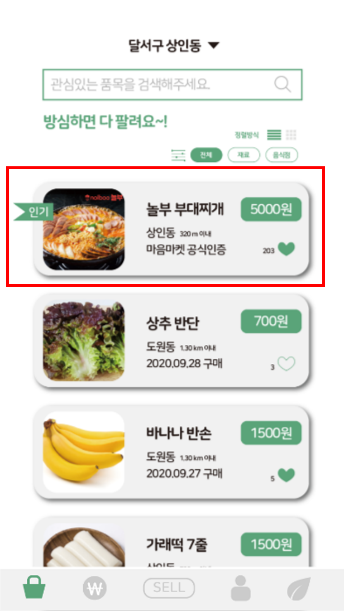 달서구 상인동 ▼
관심있는 품목을 검색해주세요.
방심하면 다 팔려요~!
정렬방식
전체 재료 음식점
인기
nolboo 놀부
놀부 부대찌개 5000원
상인동 320 m 이내
마음마켓 공식인증 203
상추 반단 700원
도원동 1.30 km 이내
2020.09.28 구매 3
바나나 반손 1500원
도원동 1.30 km 이내
2020.09.27 구매 5
가래떡 7줄 1500원
SELL